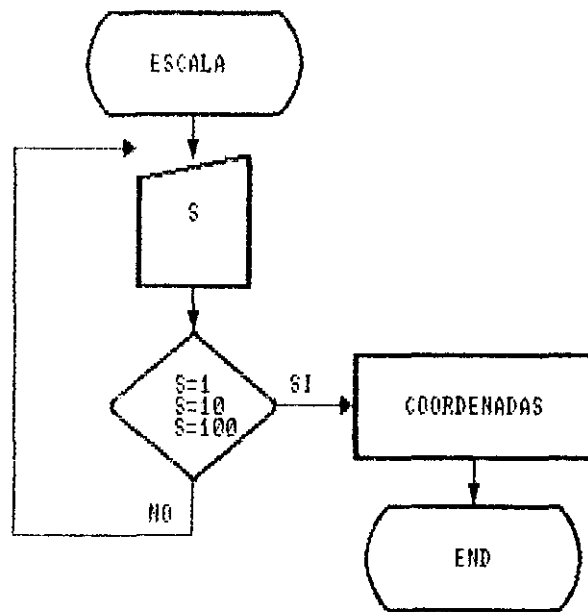 ESCALA
S
S=1
S=10
S=100
SI
COORDENADAS
NO
END